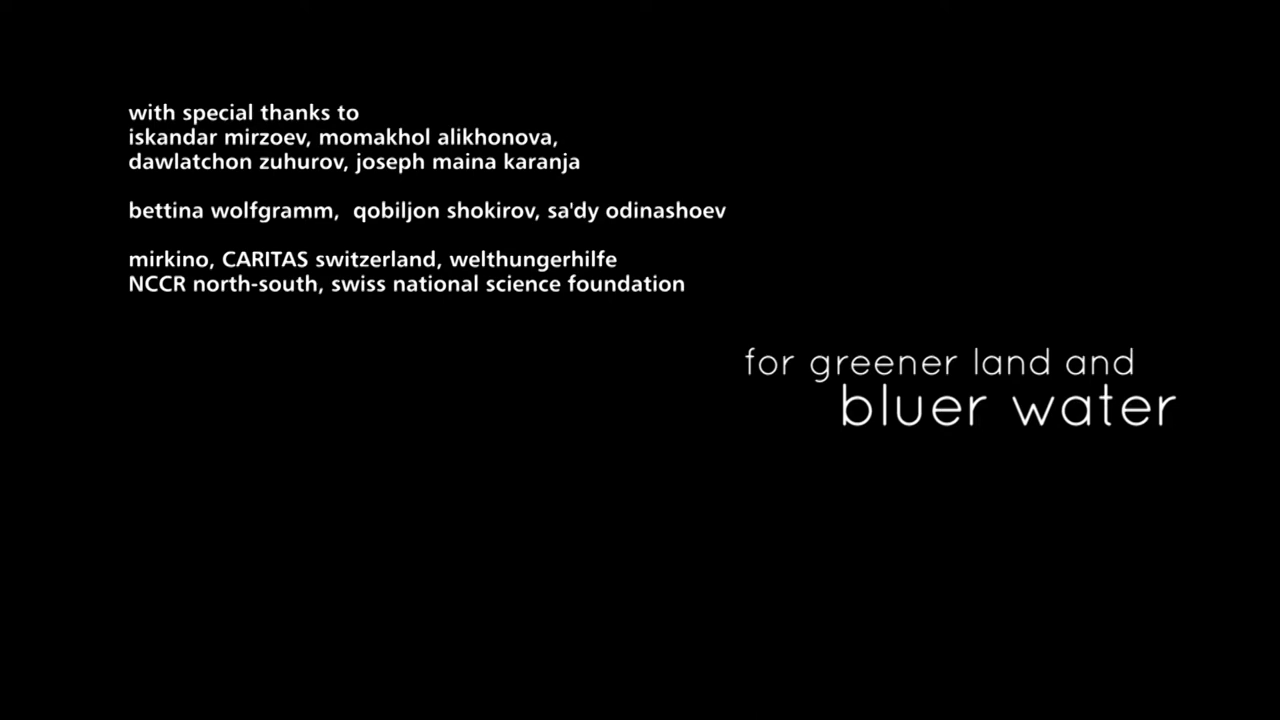 with special thanks to
iskandar mirzoev, momakhol alikhonova,
dawlatchon zuhurov, joseph maina karanja
bettina wolfgramm,  qobiljon shokirov, sa'dy odinashoev
mirkino, CARITAS switzerland, welthungerhilfe
NCCR north-south, swiss national science foundation
for greener land and
bluer water